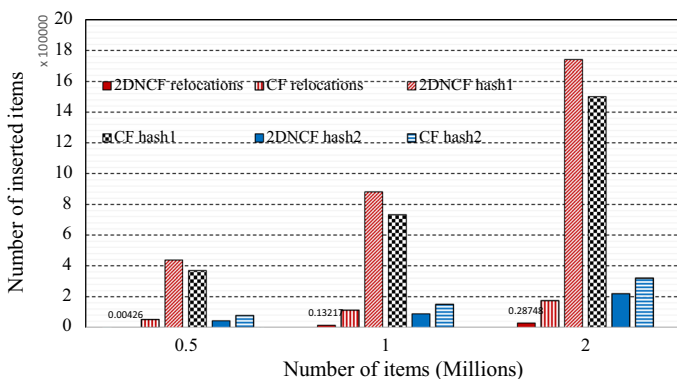 20
18
16
14
12
10
8
6
4
2
0
x 100000
Number of inserted items
2DNCF relocations CF relocations 2DNCF hash1
CF hash1 2DNCF hash2 CF hash2
0.00426 0.13217 0.28748
0.5 1 2
Number of items (Millions)